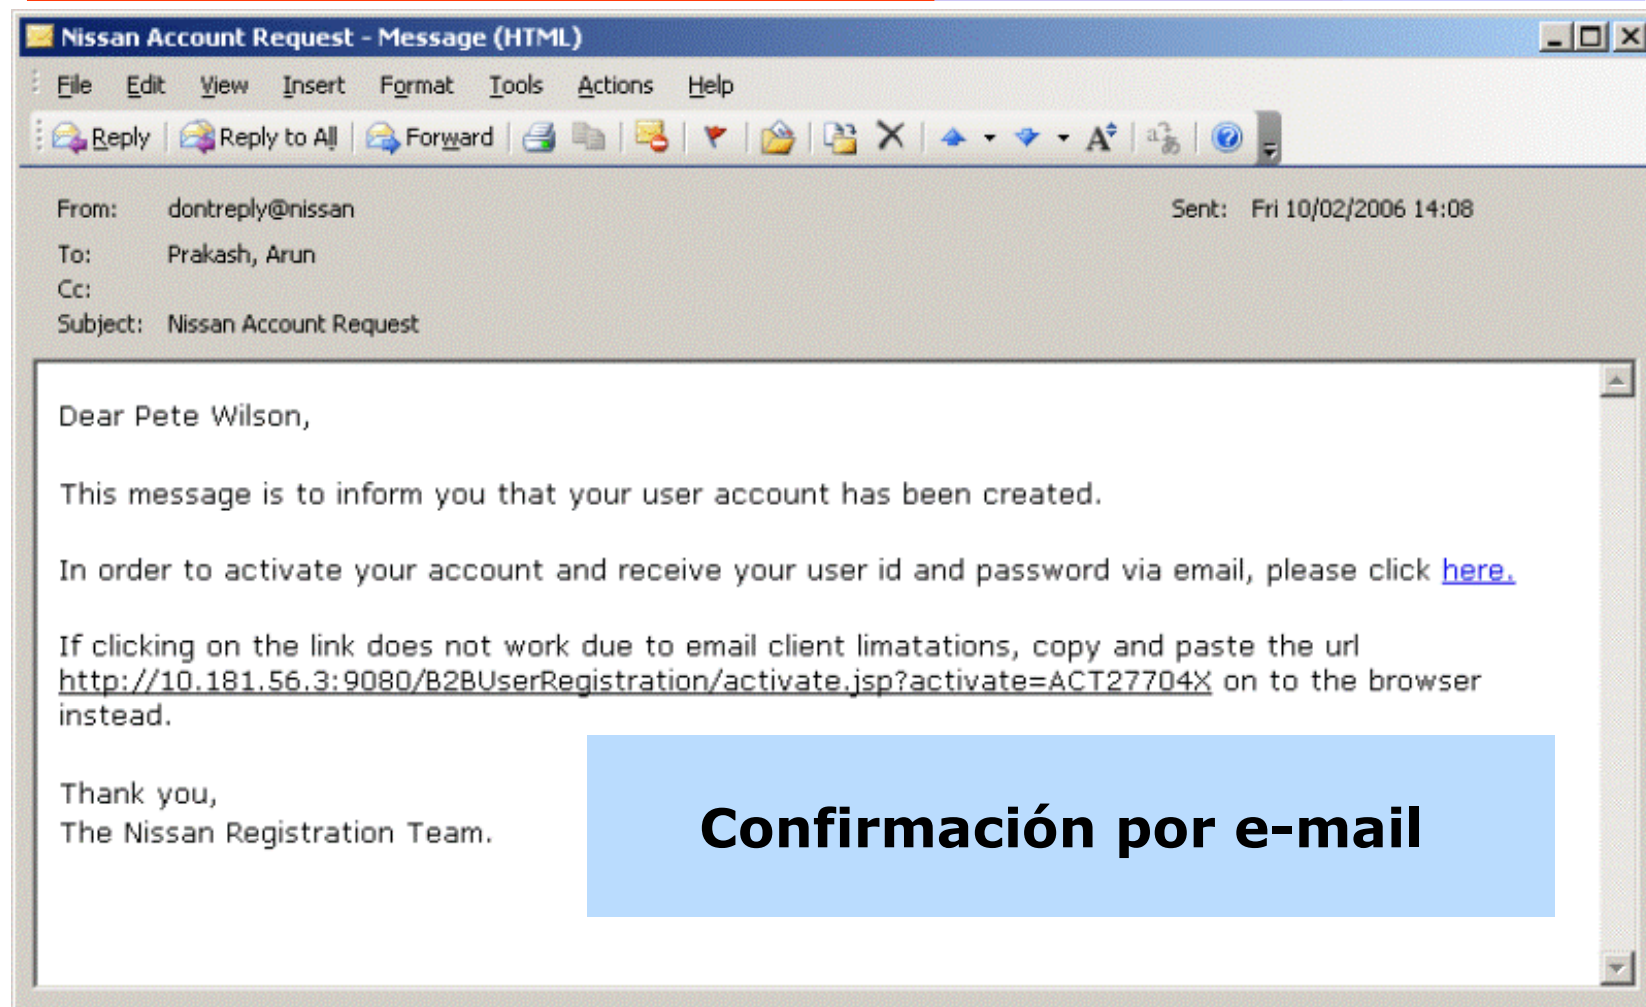 Nissan Account Request - Message (HTML)
File Edit View Insert Format Tools Actions Help
Reply Reply to All Forward
From: dontreply@nissan Sent: Fri 10/02/2006 14:08
To: Prakash, Arun
Cc:
Subject: Nissan Account Request
Dear Pete Wilson,
This message is to inform you that your user account has been created.
In order to activate your account and receive your user id and password via email, please click here.
If clicking on the link does not work due to email client limatations, copy and paste the url
http://10.181.56.3:9080/B2BUserRegistration/activate.jsp?activate=ACT27704X on to the browser
instead.
Thank you,
The Nissan Registration Team.
Confirmación por e-mail